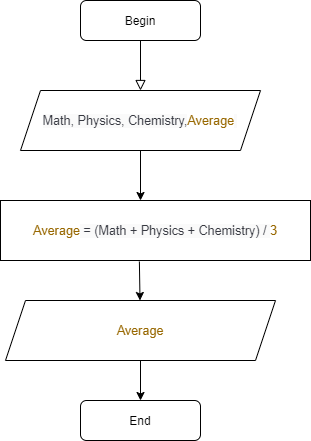 Begin
Math, Physics, Chemistry,Average
Average = (Math + Physics + Chemistry) / 3
Average
End